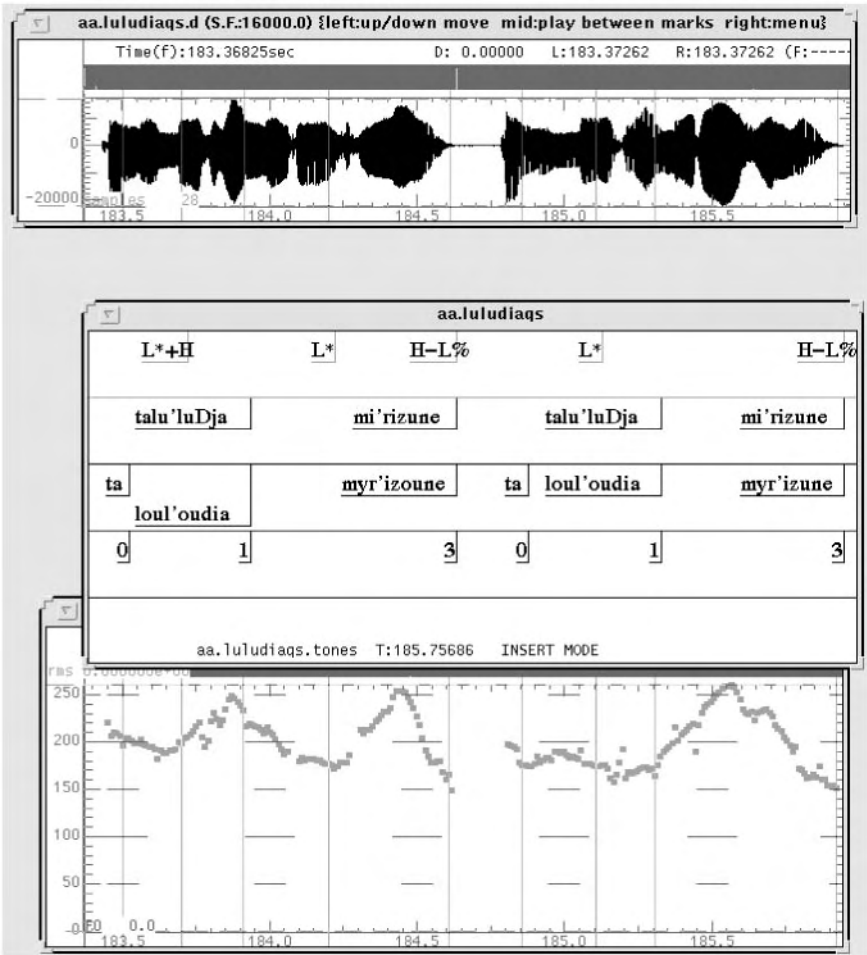 aa.luludiaqs.d (S.F.:16000.0) {left:up/down move mid:play between marks right:menu}
Time(f):183.36825sec D: 0.00000 L:183.37262 R:183.37262 (F:-----
0
-20000 samples 28
183.5 184.0 184.5 185.0 185.5
aa.luludiaqs
L*+H L* H-L% L* H-L%
talu'luDja mi'rizune talu'luDja mi'rizune
ta myr'izoune ta loul'oudia myr'izune
loul'oudia
0 1 3 0 1 3
aa.luludiaqs.tones T:185.75686 INSERT MODE
rms
250
200
150
100
50
F0 0.0
183.5 184.0 184.5 185.0 185.5